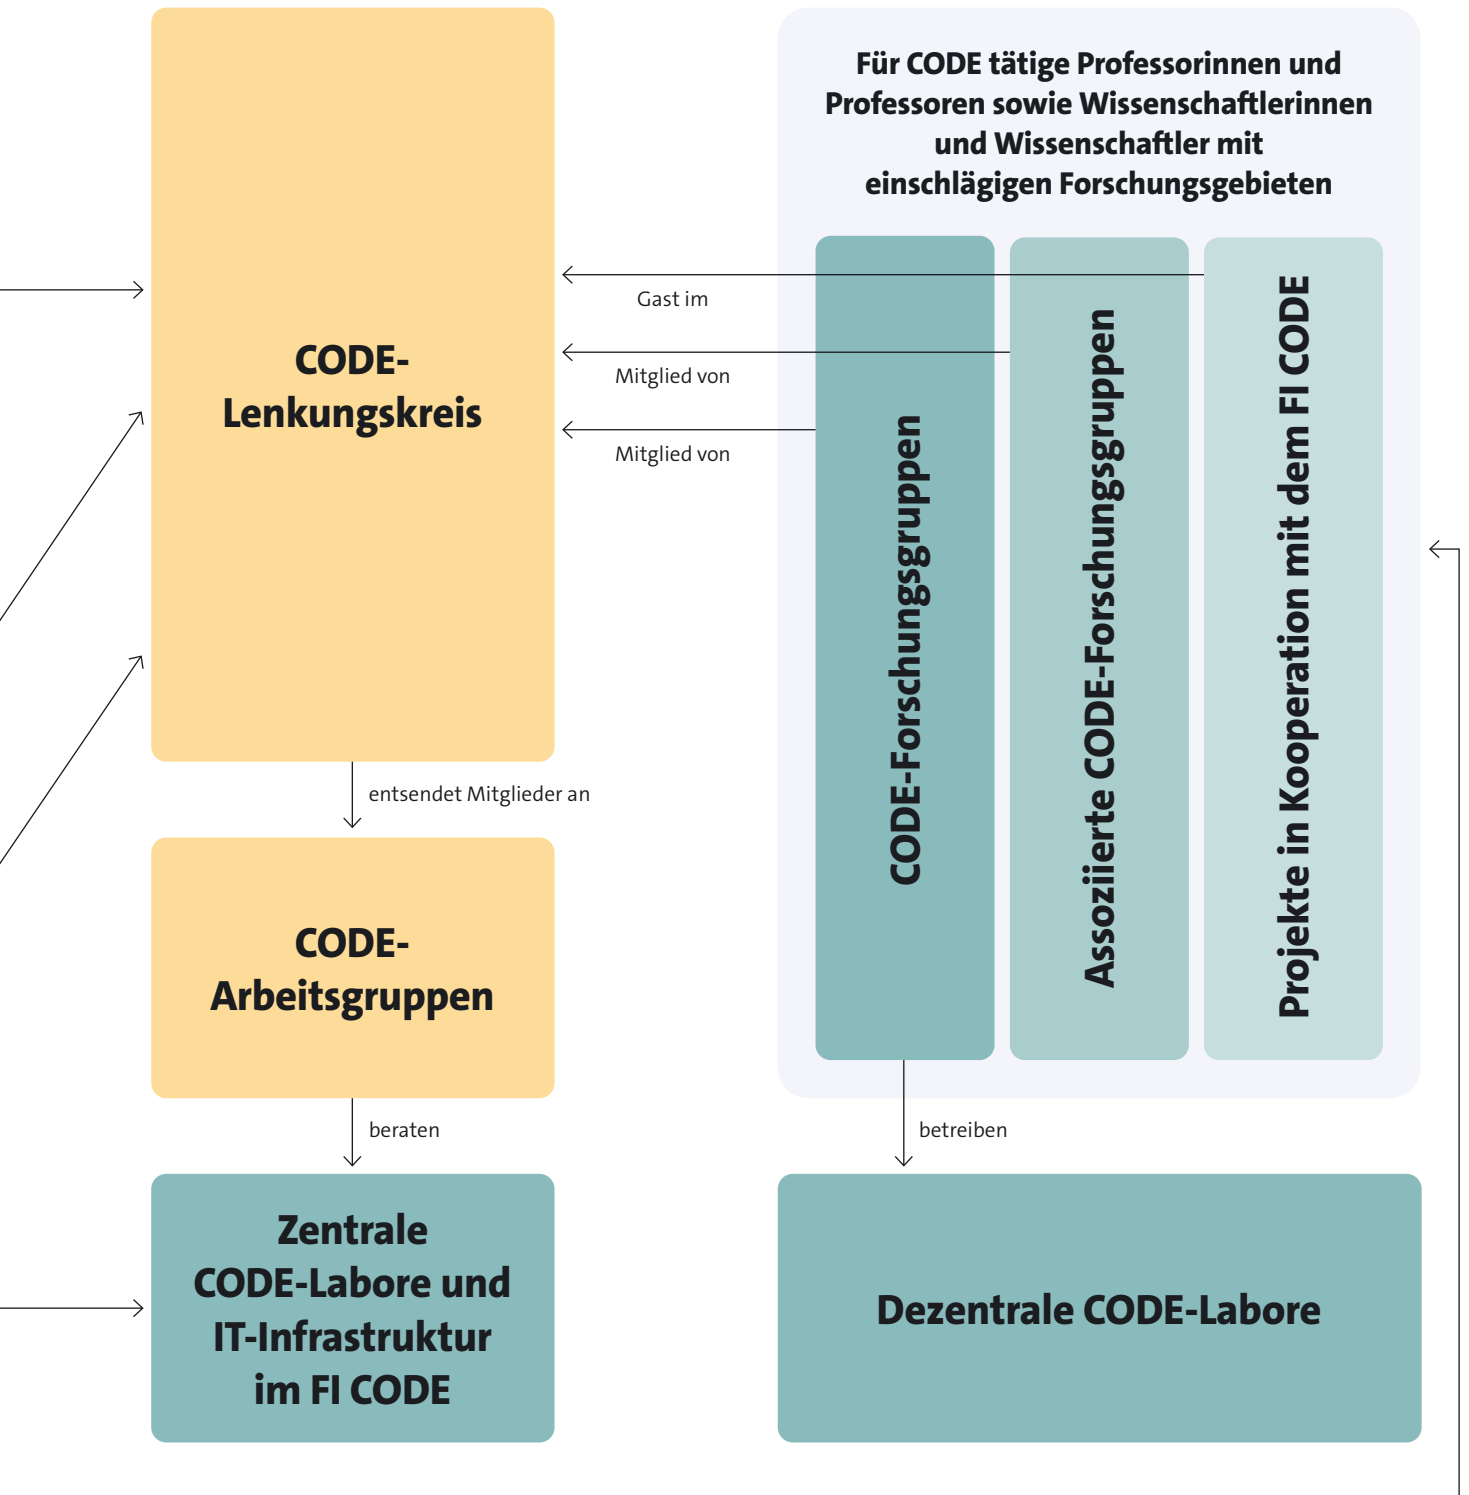 CODE-
Lenkungskreis
entsendet Mitglieder an
CODE-
Arbeitsgruppen
beraten
Zentrale
CODE-Labore und
IT-Infrastruktur
im FI CODE
Gast im
Mitglied von
Mitglied von
Für CODE tätige Professorinnen und
Professoren sowie Wissenschaftlerinnen
und Wissenschaftler mit
einschlägigen Forschungsgebieten
CODE-Forschungsgruppen
Assoziierte CODE-Forschungsgruppen
Projekte in Kooperation mit dem FI CODE
betreiben
Dezentrale CODE-Labore